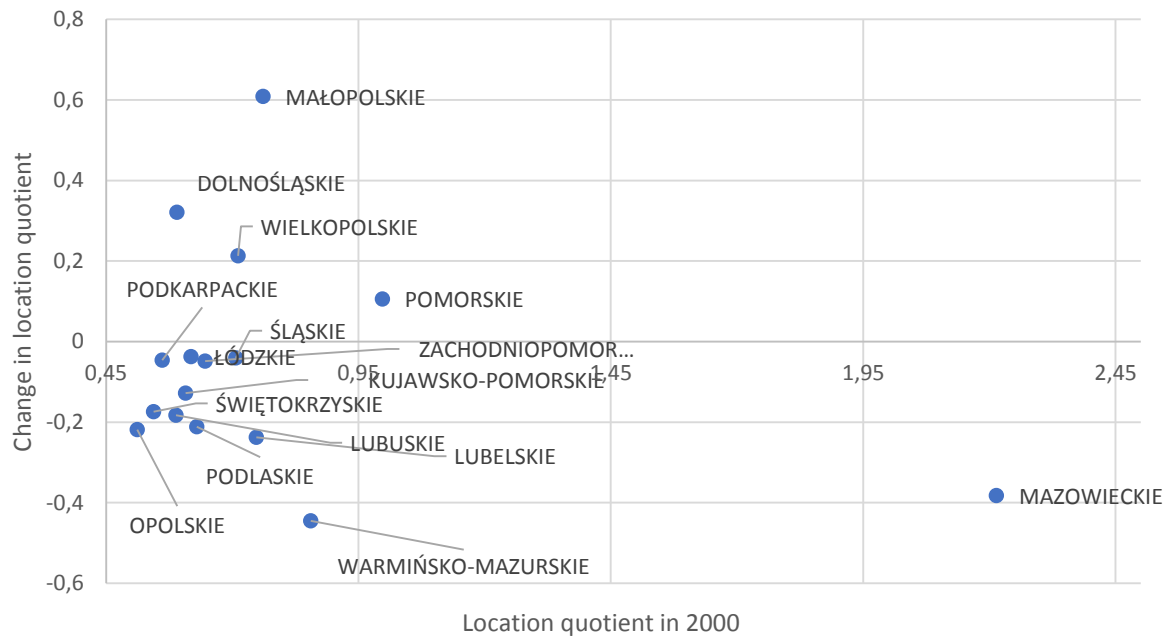 0,8
MAŁOPOLSKIE
0,6
DOLNOŚLĄSKIE
0,4
WIELKOPOLSKIE
0,2
PODKARPACKIE
POMORSKIE
ŚLĄSKIE
0
ŁÓDZKIE
ZACHODNIOPOMOR...
0,45
0,95
1,45
1,95
2,45
KUJAWSKO-POMORSKIE
ŚWIĘTOKRZYSKIE
-0,2
LUBUSKIE
LUBELSKIE
PODLASKIE
-0,4
MAZOWIECKIE
OPOLSKIE
WARMIŃSKO-MAZURSKIE
-0,6
Change in location quotient
Location quotient in 2000